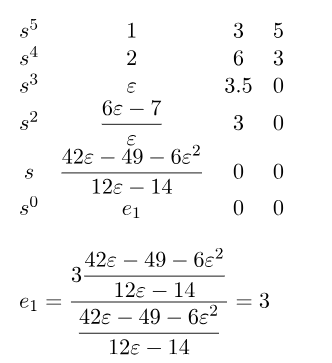 s^5 1 3 5
s^4 2 6 3
s^3 ε 3.5 0
s^2 (6ε − 7)/ε 3 0
s (42ε − 49 − 6ε^2)/(12ε − 14) 0 0
s^0 e_1 0 0
e_1 = (3 (42ε − 49 − 6ε^2)/(12ε − 14))/((42ε − 49 − 6ε^2)/(12ε − 14)) = 3